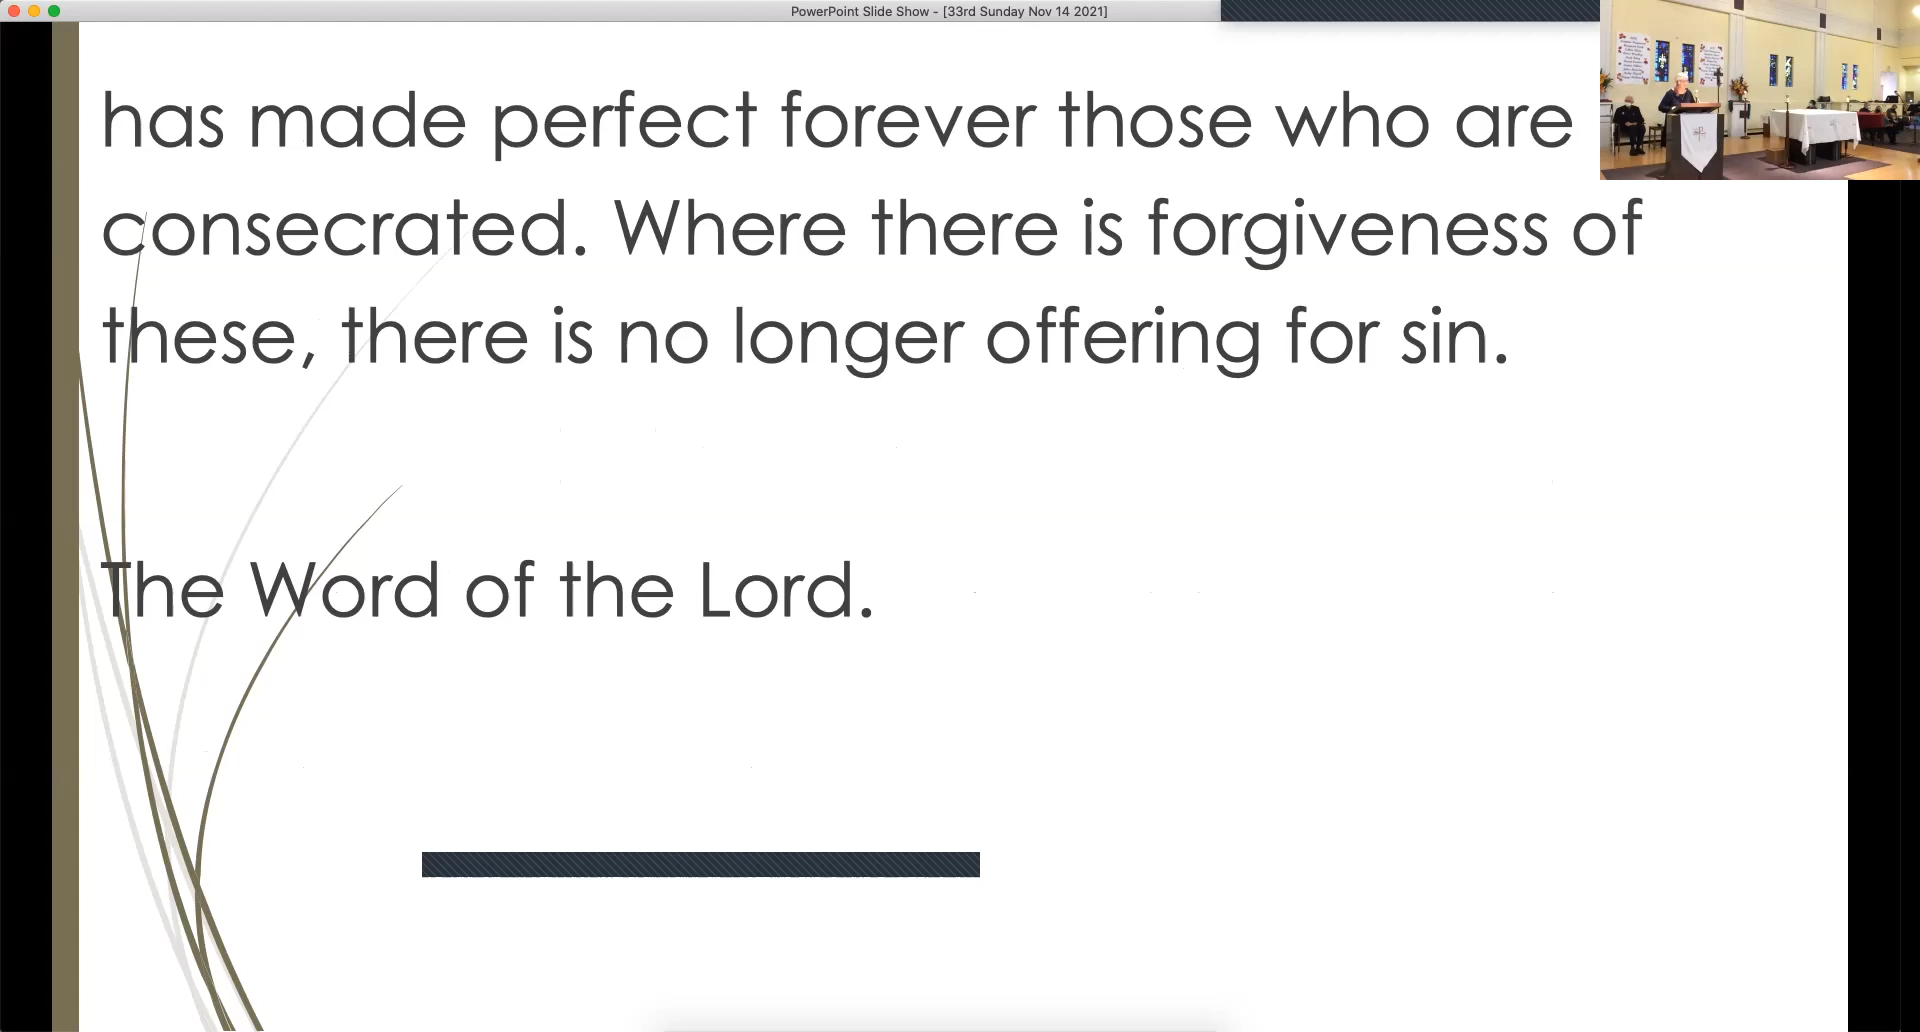 PowerPoint Slide Show - [33rd Sunday Nov 14 2021]
has made perfect forever those who are
consecrated. Where there is forgiveness of
these, there is no longer offering for sin.
The Word of the Lord.